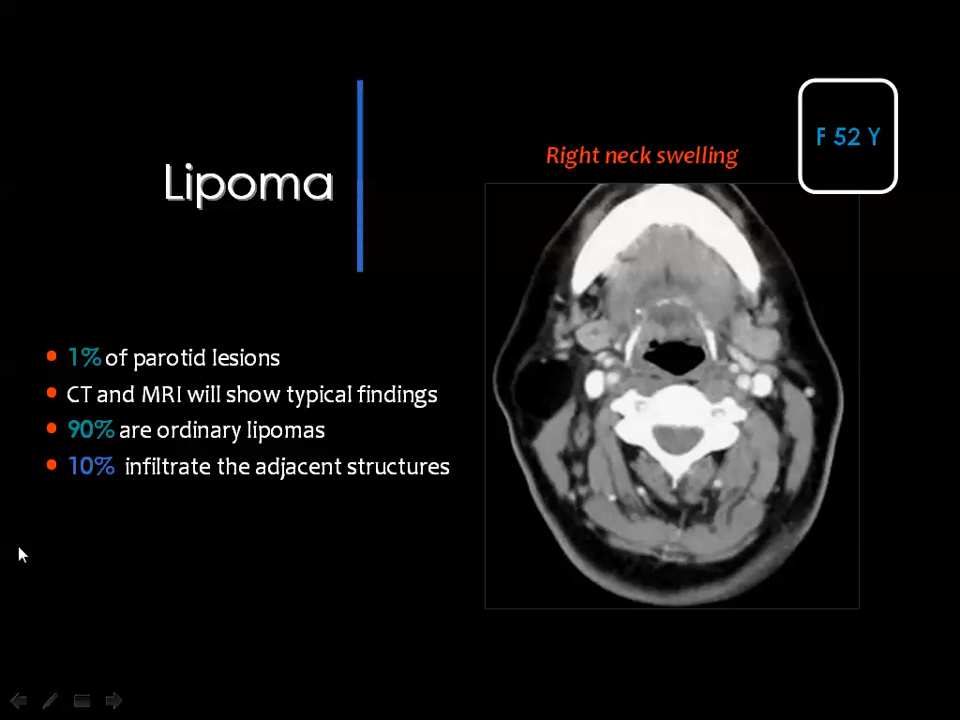 Lipoma
Right neck swelling
F 52 Y
1% of parotid lesions
CT and MRI will show typical findings
90% are ordinary lipomas
10% infiltrate the adjacent structures